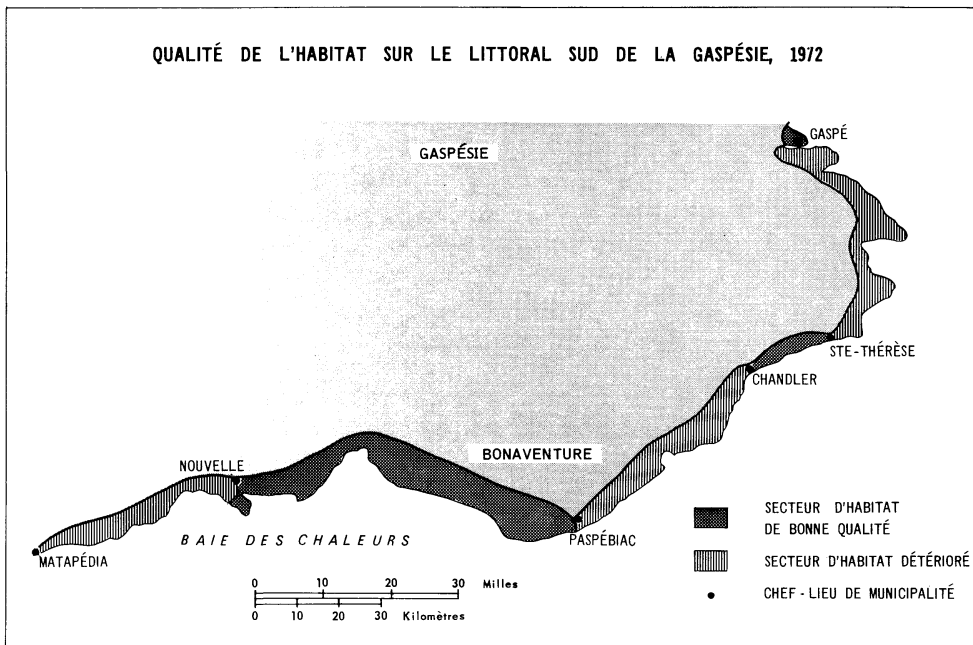 QUALITÉ DE L'HABITAT SUR LE LITTORAL SUD DE LA GASPÉSIE, 1972
GASPÉ
GASPÉSIE
STE-THÉRÈSE
CHANDLER
BONAVENTURE
NOUVELLE
PASPÉBIAC
BAIE DES CHALEURS
MATAPÉDIA
SECTEUR D'HABITAT
DE BONNE QUALITÉ
SECTEUR D'HABITAT DÉTÉRIORÉ
CHEF-LIEU DE MUNICIPALITÉ
0 10 20 30 Milles
0 10 20 30 Kilomètres